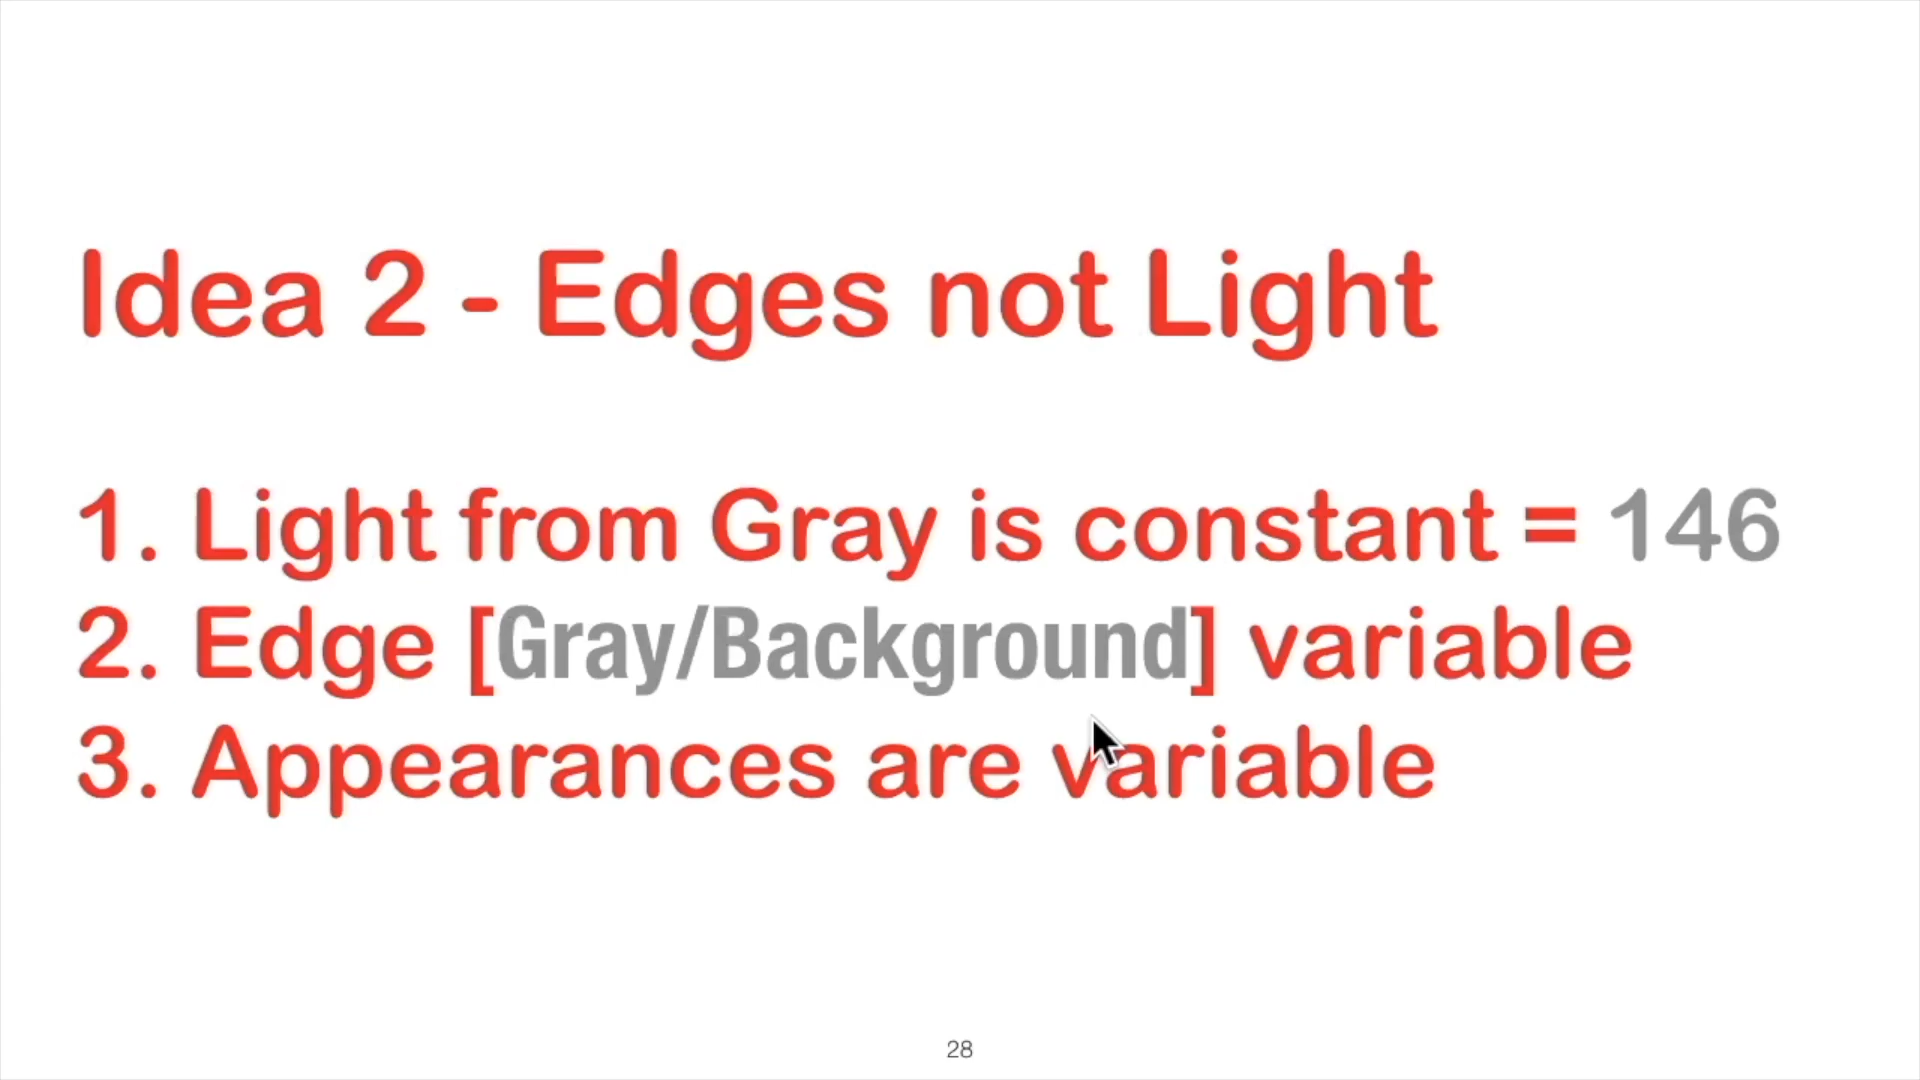 Idea 2 - Edges not Light
1. Light from Gray is constant = 146
2. Edge [Gray/Background] variable
3. Appearances are variable
28